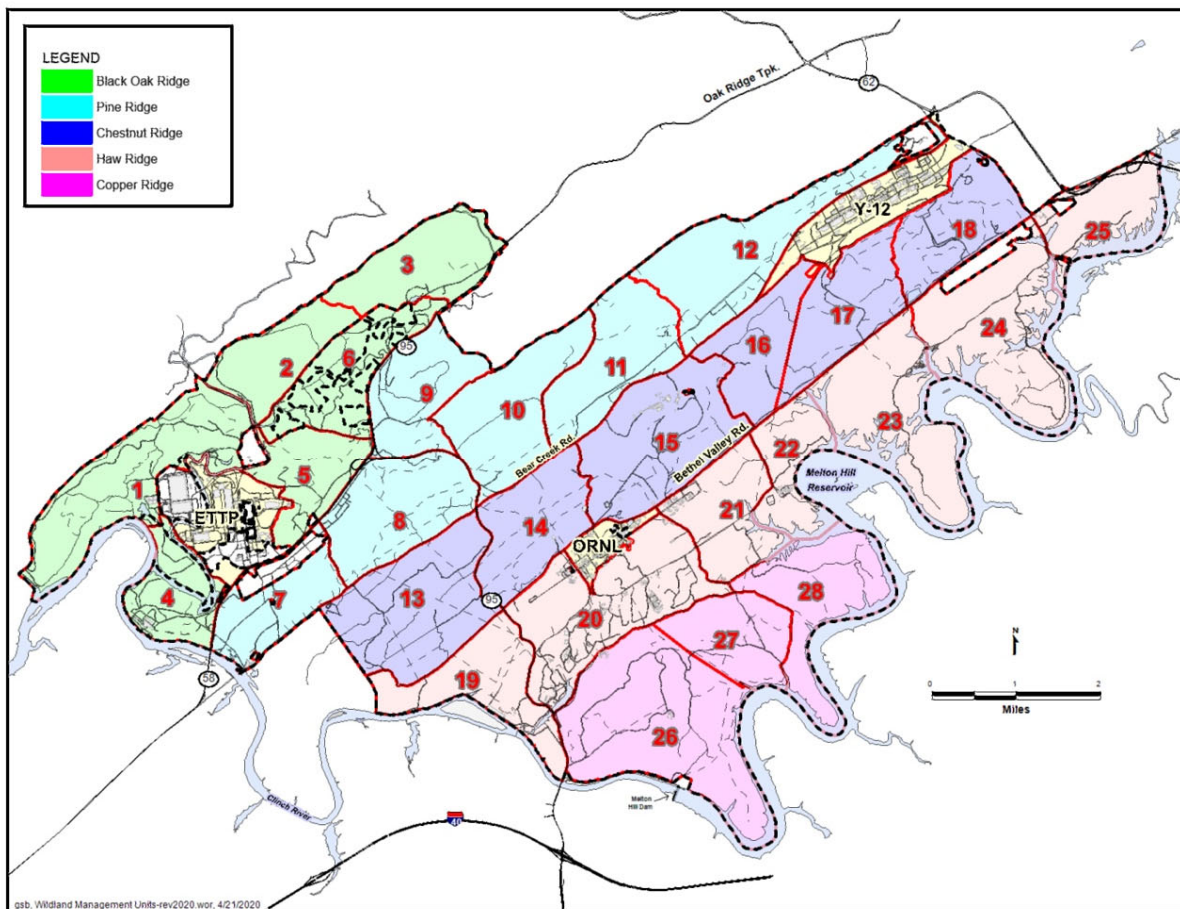 LEGEND
Black Oak Ridge
Pine Ridge
Chestnut Ridge
Haw Ridge
Copper Ridge
Oak Ridge Tpk.
62
Y-12
25
18
12
3
17
24
6
95
2
16
9
11
23
10
Bear Creek Rd.
15
Bethel Valley Rd.
22
Melton Hill
Reservoir
5
1
ETTP
8
14
21
ORNL
4
7
13
95
20
28
27
19
58
26
N
0 1 2
Miles
Clinch River
Melton
Hill Dam
40
gsb, Wildland Management Units-rev2020.wor, 4/21/2020